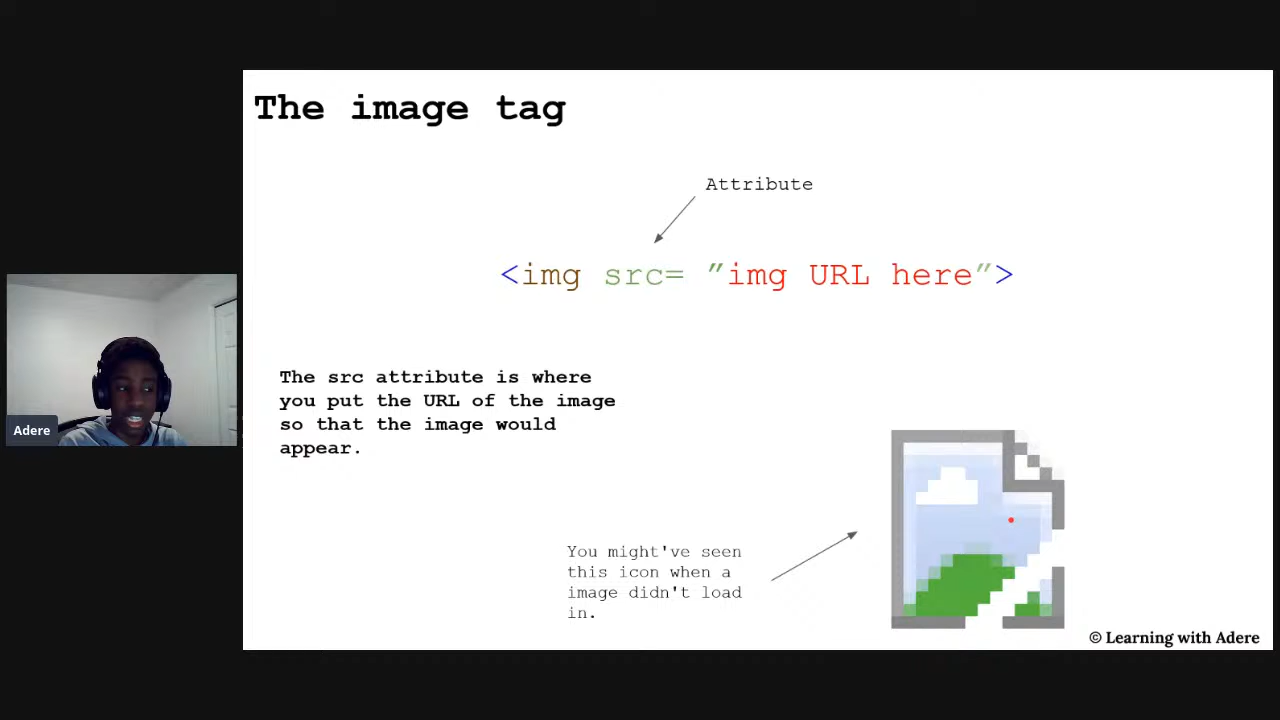 The image tag
Attribute
<img src= ”img URL here”>
The src attribute is where
you put the URL of the image
so that the image would
appear.
Adere
You might've seen
this icon when a
image didn't load
in.
© Learning with Adere